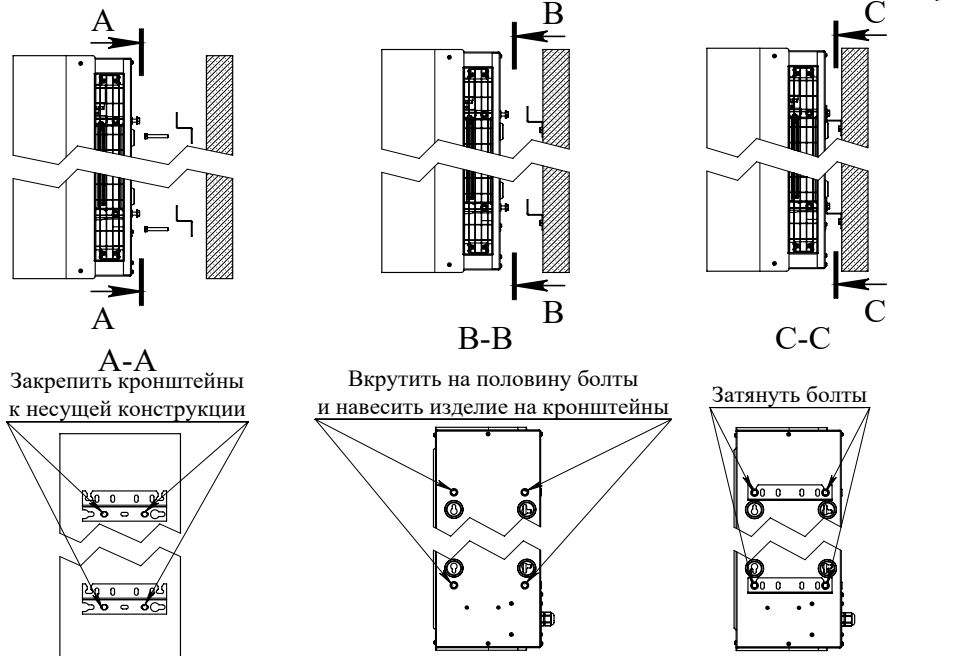 A
B
C
A
B
C
A-A
B-B
C-C
Закрепить кронштейны
к несущей конструкции
Вкрутить на половину болты
и навесить изделие на кронштейны
Затянуть болты